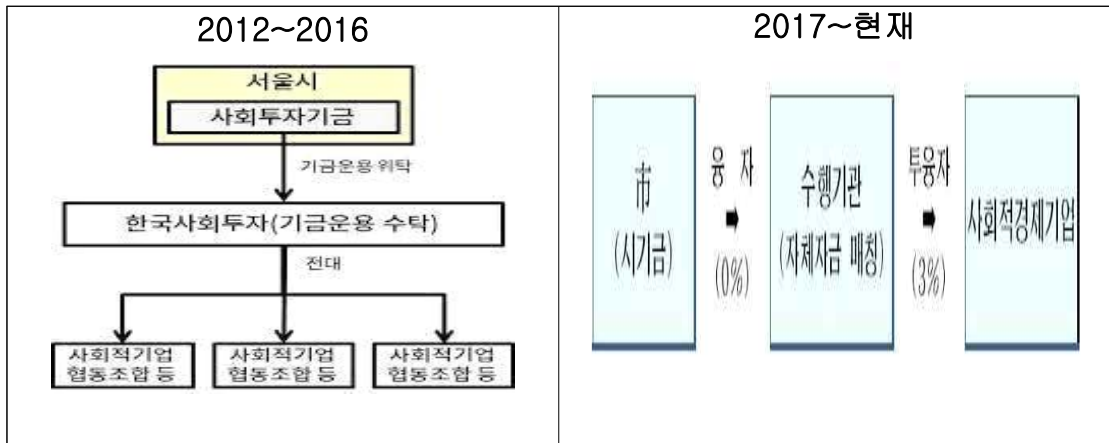 2012~2016
서울시
사회투자기금
기금운용 위탁
한국사회투자(기금운용 수탁)
전대
사회적기업
협동조합 등
사회적기업
협동조합 등
사회적기업
협동조합 등
2017~현재
市
(시기금)
융 자
(0%)
수행기관
(자체자금 매칭)
투융자
(3%)
사회적경제기업